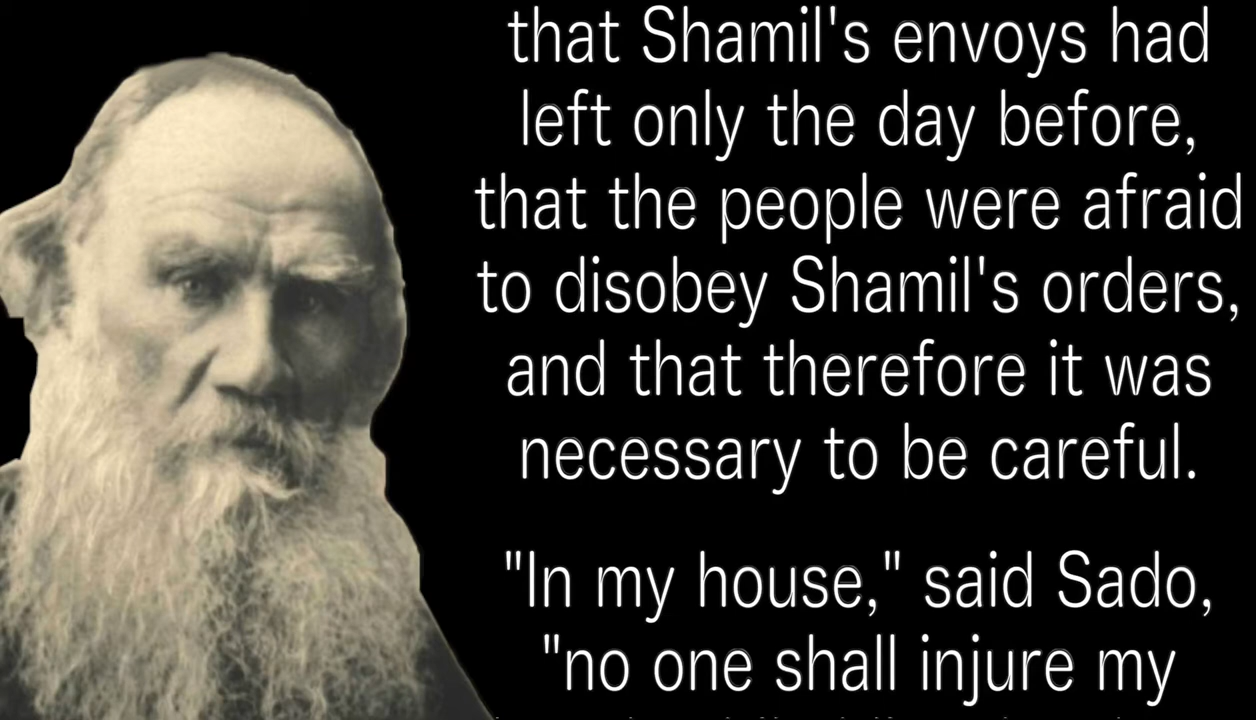 that Shamil's envoys had
left only the day before,
that the people were afraid
to disobey Shamil's orders,
and that therefore it was
necessary to be careful.
"In my house," said Sado,
"no one shall injure my